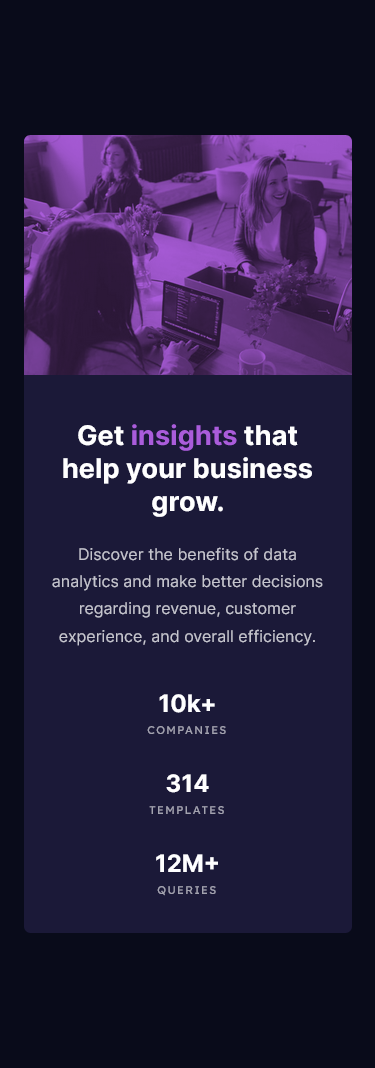 Get insights that
help your business
grow.
Discover the benefits of data
analytics and make better decisions
regarding revenue, customer
experience, and overall efficiency.
10k+
COMPANIES
314
TEMPLATES
12M+
QUERIES